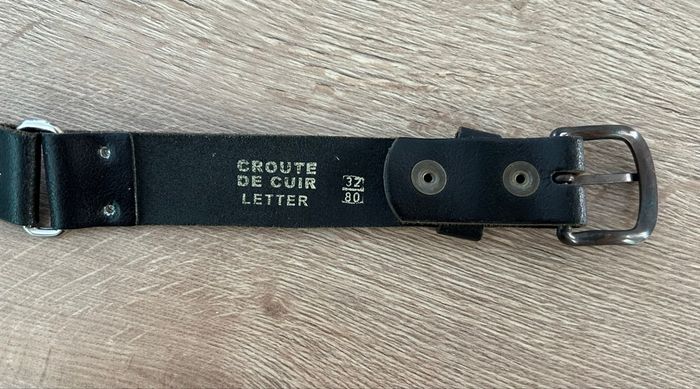 CROUTE
DE CUIR
LETTER
32
80